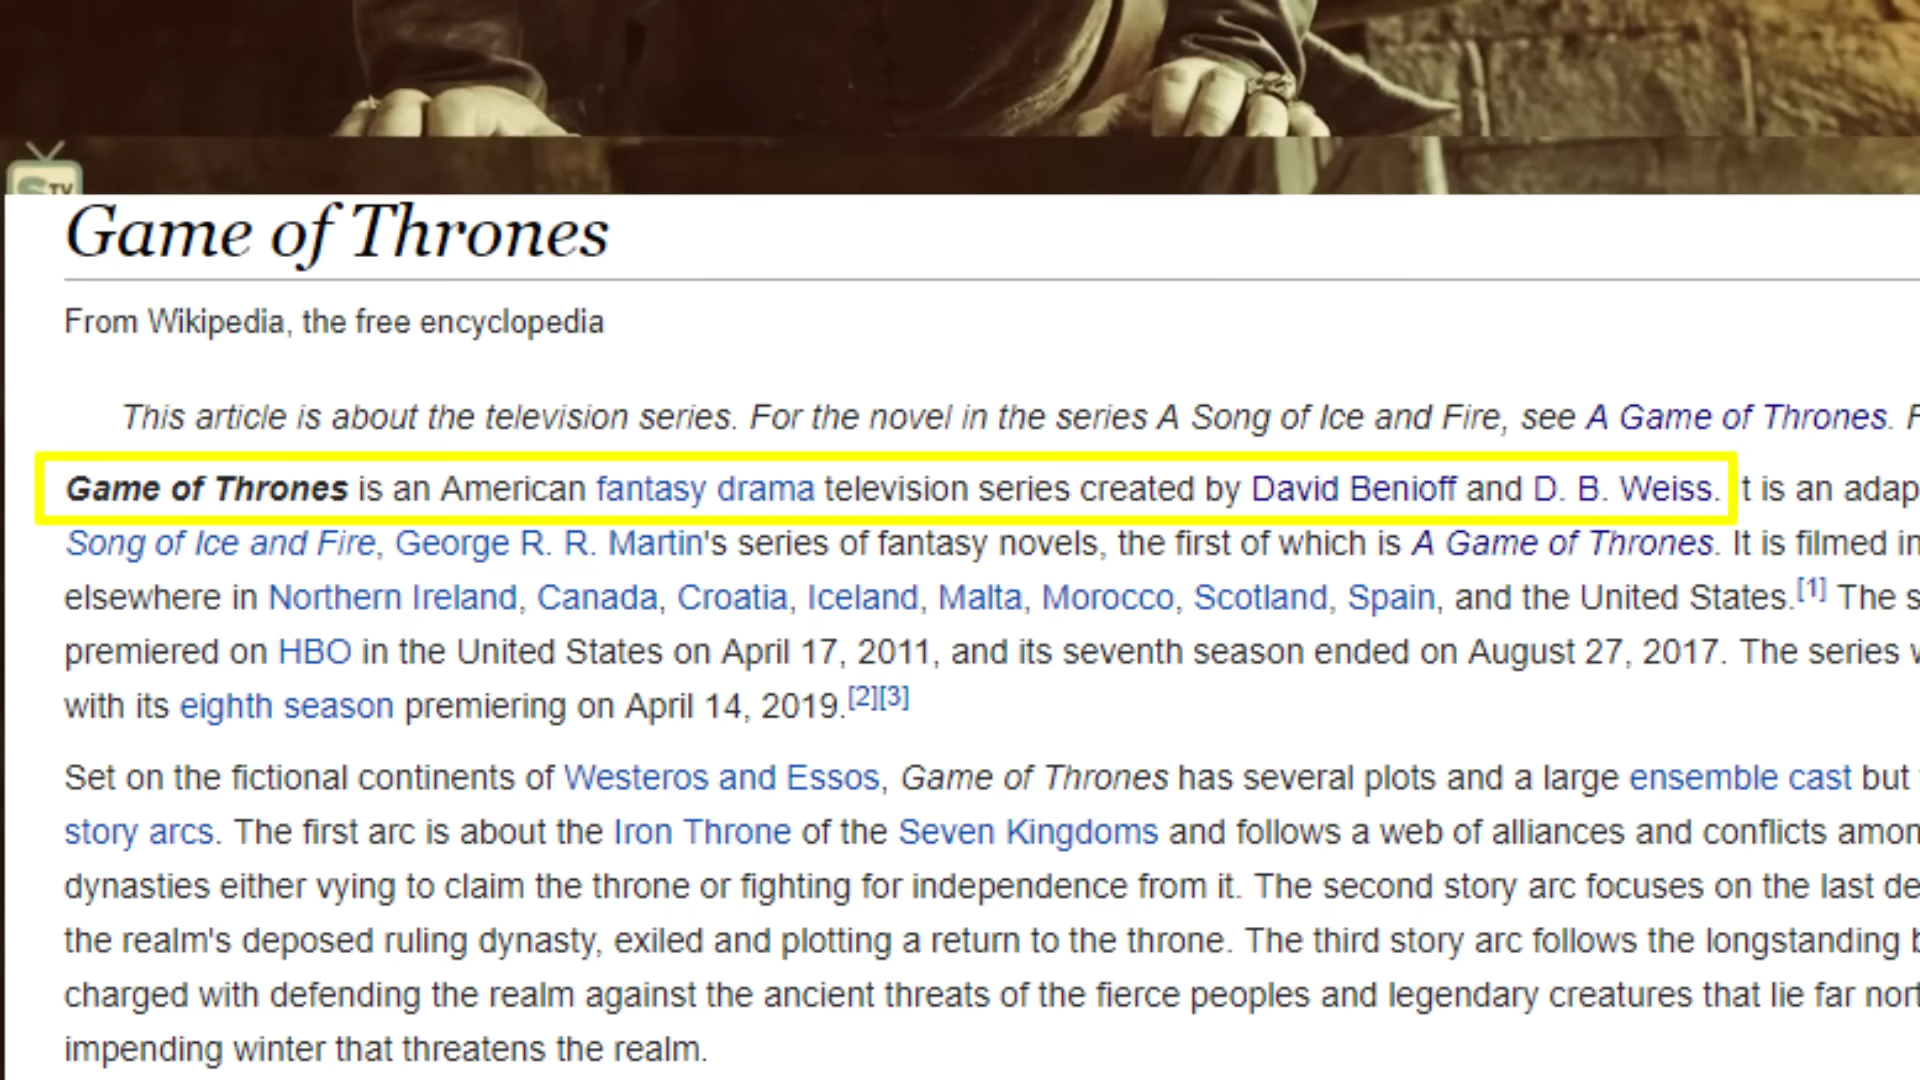 STV
Game of Thrones
From Wikipedia, the free encyclopedia
This article is about the television series. For the novel in the series A Song of Ice and Fire, see A Game of Thrones. F
Game of Thrones is an American fantasy drama television series created by David Benioff and D. B. Weiss. t is an adap
Song of Ice and Fire, George R. R. Martin's series of fantasy novels, the first of which is A Game of Thrones. It is filmed in
elsewhere in Northern Ireland, Canada, Croatia, Iceland, Malta, Morocco, Scotland, Spain, and the United States.[1] The s
premiered on HBO in the United States on April 17, 2011, and its seventh season ended on August 27, 2017. The series w
with its eighth season premiering on April 14, 2019.[2][3]
Set on the fictional continents of Westeros and Essos, Game of Thrones has several plots and a large ensemble cast but
story arcs. The first arc is about the Iron Throne of the Seven Kingdoms and follows a web of alliances and conflicts amon
dynasties either vying to claim the throne or fighting for independence from it. The second story arc focuses on the last de
the realm's deposed ruling dynasty, exiled and plotting a return to the throne. The third story arc follows the longstanding b
charged with defending the realm against the ancient threats of the fierce peoples and legendary creatures that lie far nort
impending winter that threatens the realm.